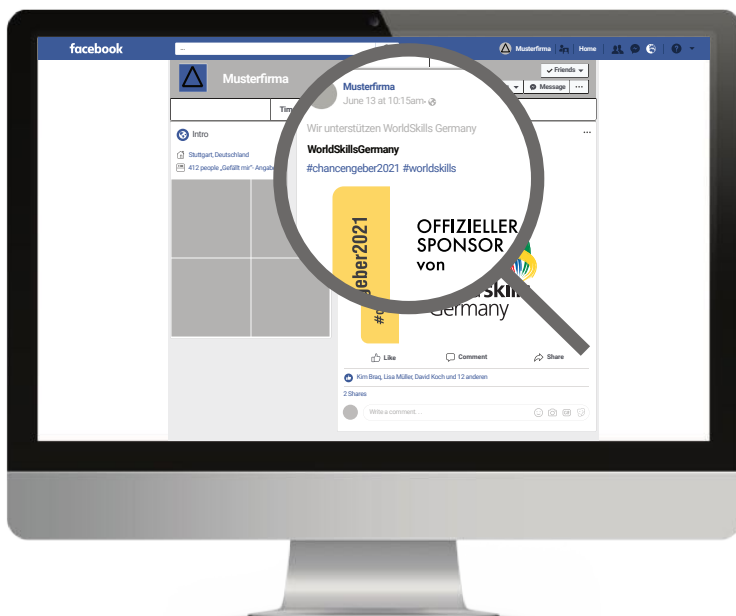 facebook
...
Musterfirma
Home
Musterfirma
Friends
Message
...
Tim
Intro
Stuttgart, Deutschland
412 people „Gefällt mir“- Angabe
Musterfirma
June 13 at 10:15am
...
Wir unterstützen WorldSkills Germany
WorldSkillsGermany
#chancengeber2021 #worldskills
geber2021
OFFIZIELLER
SPONSOR
von
skills
Germany
Like
Comment
Share
Kim Braq, Lisa Müller, David Koch und 12 anderen
2 Shares
Write a comment ...